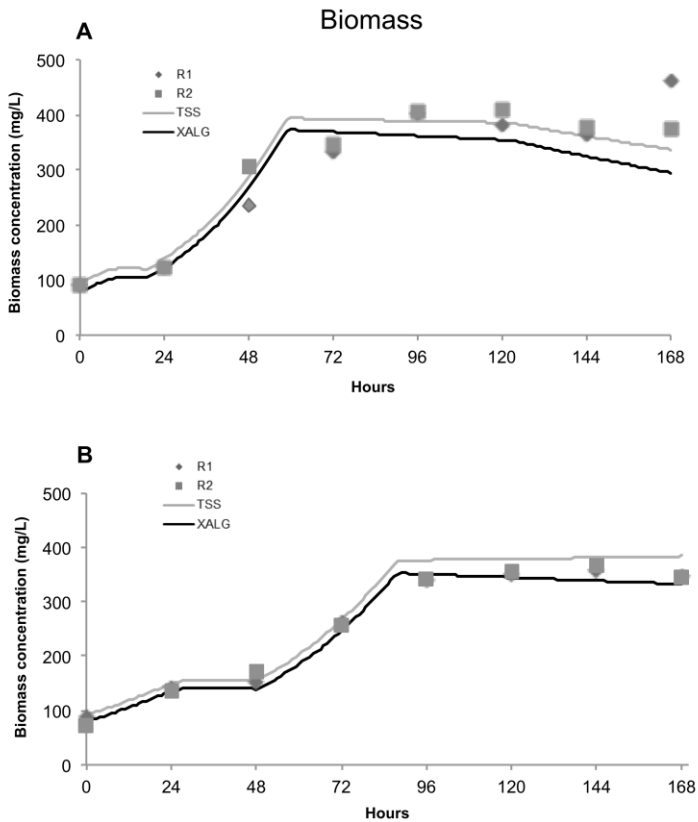 Biomass
A
R1
R2
TSS
XALG
Biomass concentration (mg/L)
500
400
300
200
100
0
0 24 48 72 96 120 144 168
Hours
B
R1
R2
TSS
XALG
Biomass concentration (mg/L)
500
400
300
200
100
0
0 24 48 72 96 120 144 168
Hours